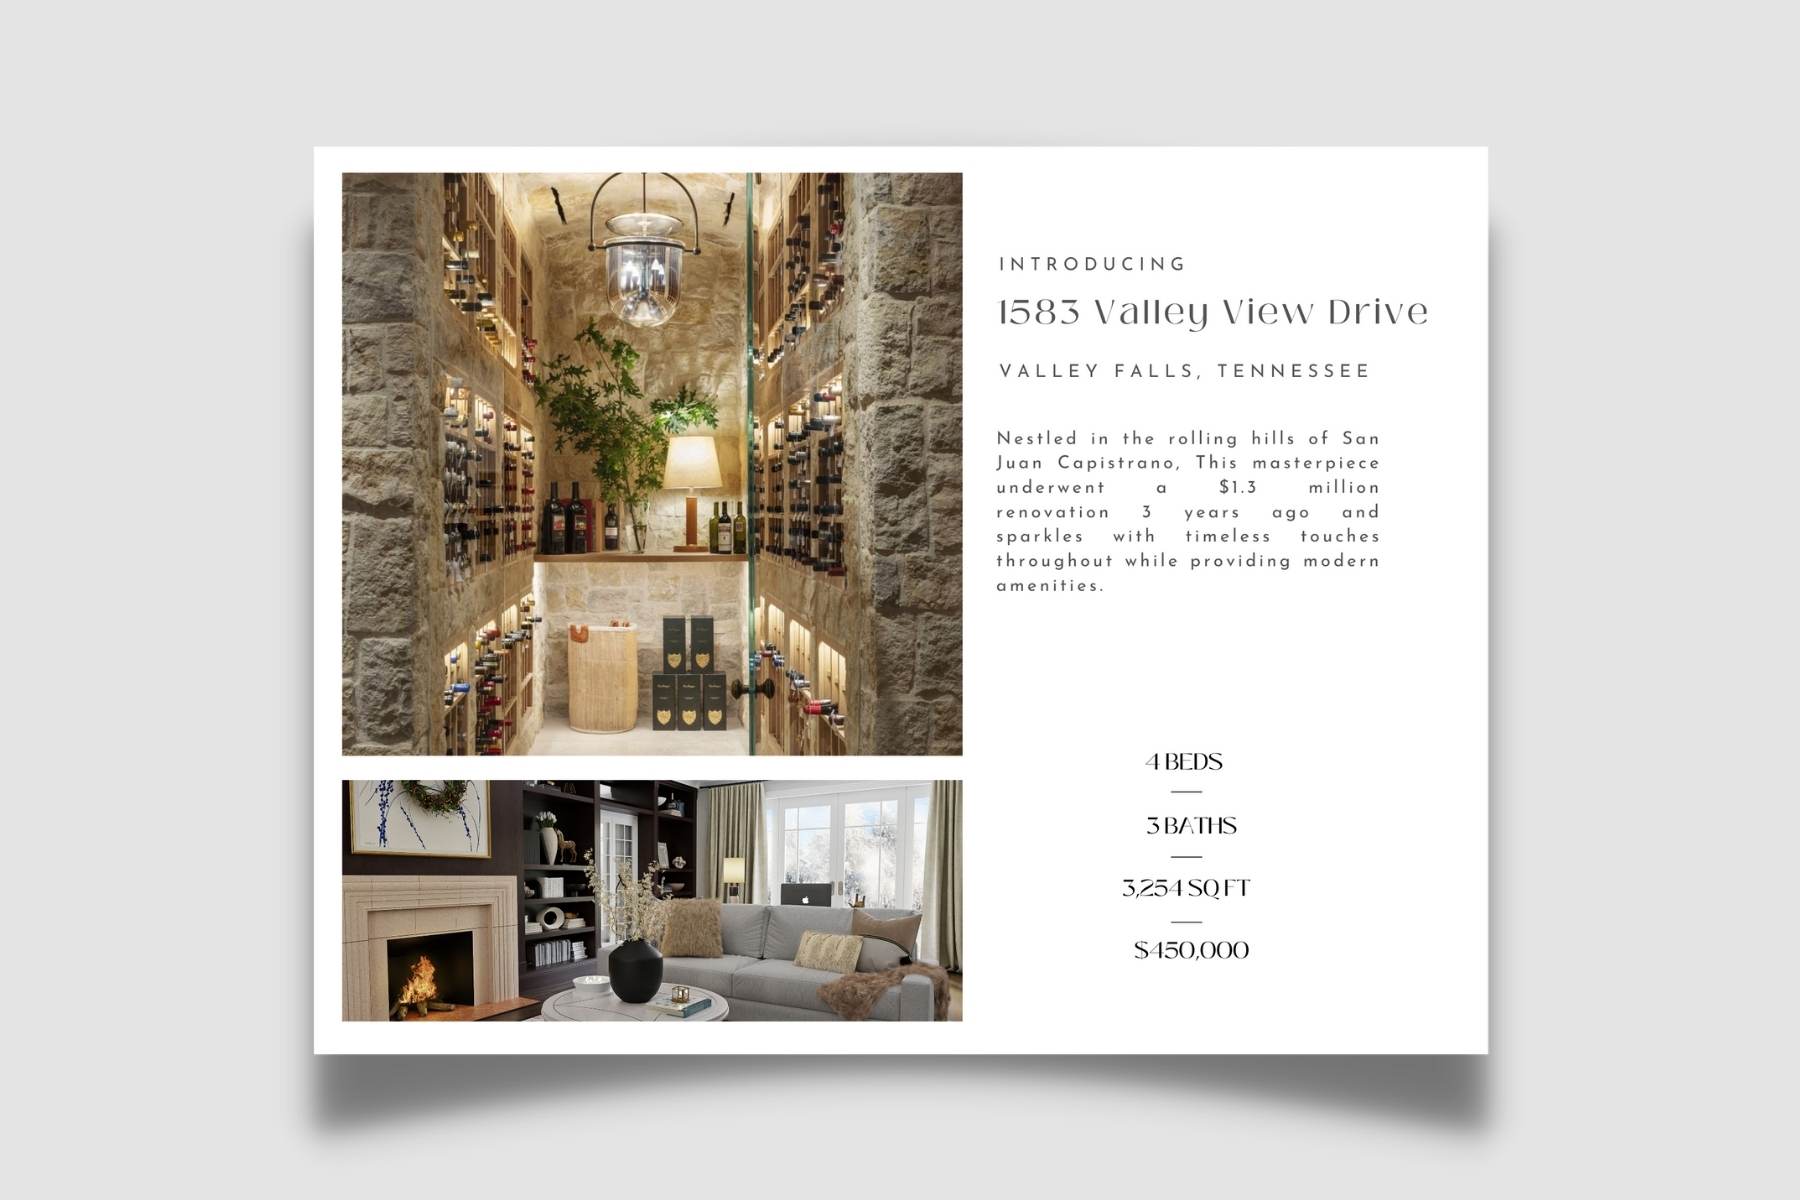 INTRODUCING
1583 Valley View Drive
VALLEY FALLS, TENNESSEE
Nestled in the rolling hills of San
Juan Capistrano, This masterpiece
underwent a $1.3 million
renovation 3 years ago and
sparkles with timeless touches
throughout while providing modern
amenities.
4 BEDS
3 BATHS
3,254 SQ FT
$450,000